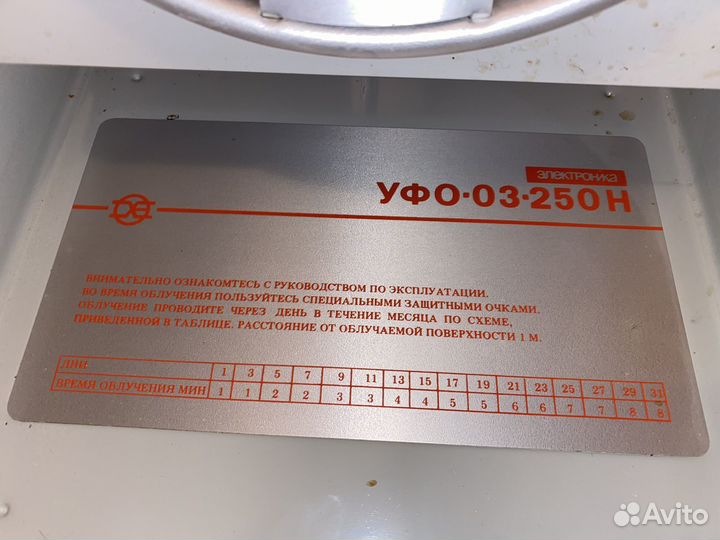 электроника
УФО·03·250Н
ВНИМАТЕЛЬНО ОЗНАКОМТЕСЬ С РУКОВОДСТВОМ ПО ЭКСПЛУАТАЦИИ.
ВО ВРЕМЯ ОБЛУЧЕНИЯ ПОЛЬЗУЙТЕСЬ СПЕЦИАЛЬНЫМИ ЗАЩИТНЫМИ ОЧКАМИ.
ОБЛУЧЕНИЕ ПРОВОДИТЕ ЧЕРЕЗ ДЕНЬ В ТЕЧЕНИЕ МЕСЯЦА ПО СХЕМЕ,
ПРИВЕЛЕННОЙ В ТАБЛИЦЕ. РАССТОЯНИЕ ОТ ОБЛУЧАЕМОЙ ПОВЕРХНОСТИ 1 М.
ДНИ 1 3 5 7 9 11 13 15 17 19 21 23 25 27 29 31
ВРЕМЯ ОБЛУЧЕНИЯ МИН 1 1 2 2 3 3 4 4 5 5 6 6 7 7 8 8
Avito